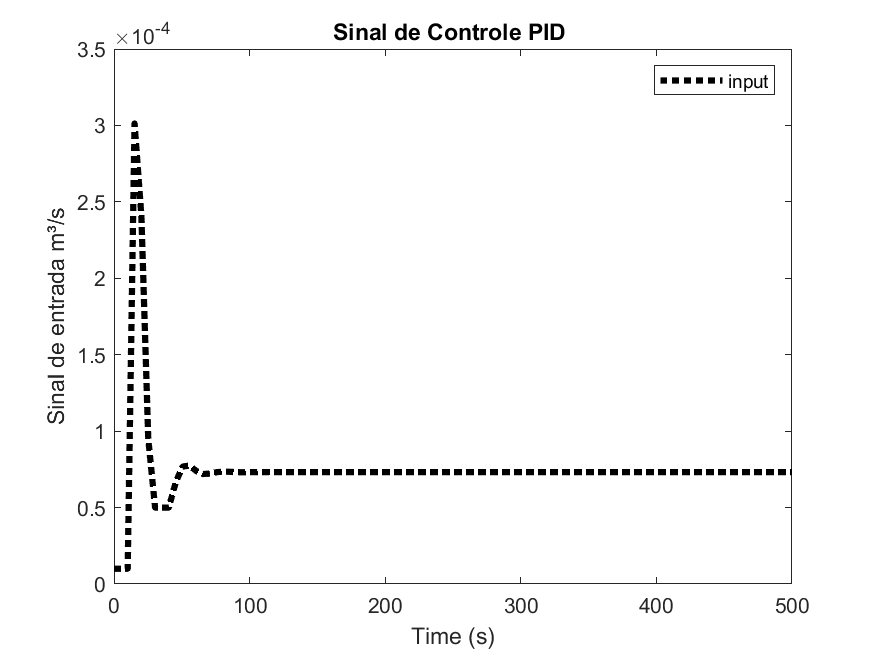 Sinal de Controle PID
×10-4
3.5
3
2.5
2
1.5
1
0.5
0
Sinal de entrada m³/s
input
0 100 200 300 400 500
Time (s)